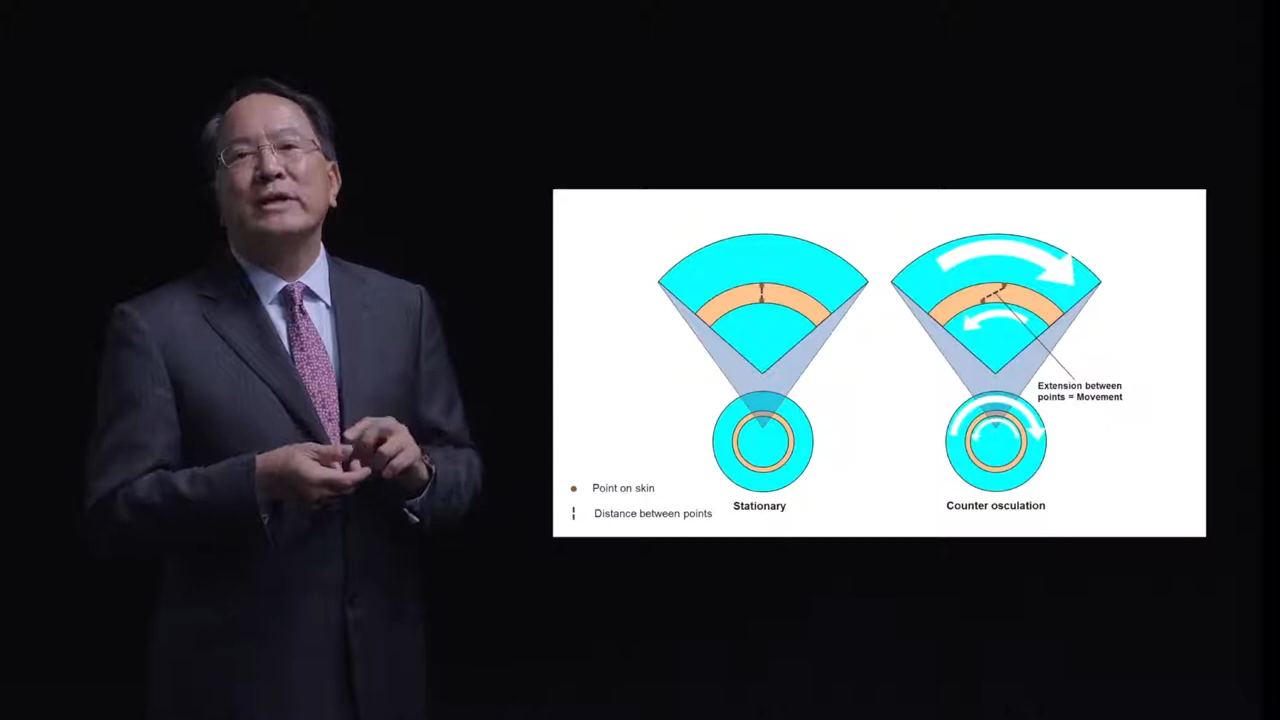 Extension between
points = Movement
Point on skin
Distance between points
Stationary
Counter osculation